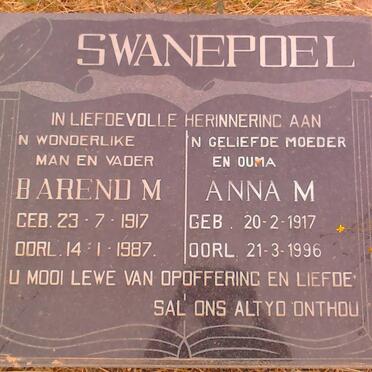 SWANEPOEL
IN LIEFDEVOLLE HERINNERING AAN
'N WONDERLIKE
MAN EN VADER
BAREND M
GEB. 23-7-1917
OORL. 14-1-1987.
'N GELIEFDE MOEDER
EN OUMA
ANNA M
GEB. 20-2-1917
OORL. 21-3-1996
U MOOI LEWE VAN OPOFFERING EN LIEFDE
SAL ONS ALTYD ONTHOU